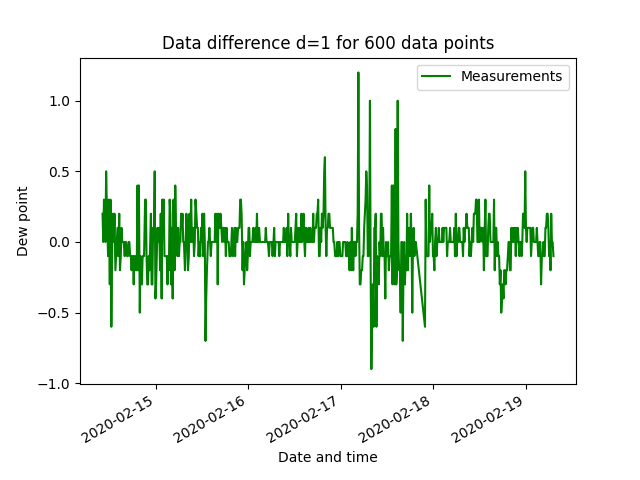 Data difference d=1 for 600 data points
Measurements
Dew point
1.0
0.5
0.0
−0.5
−1.0
2020-02-15
2020-02-16
2020-02-17
2020-02-18
2020-02-19
Date and time